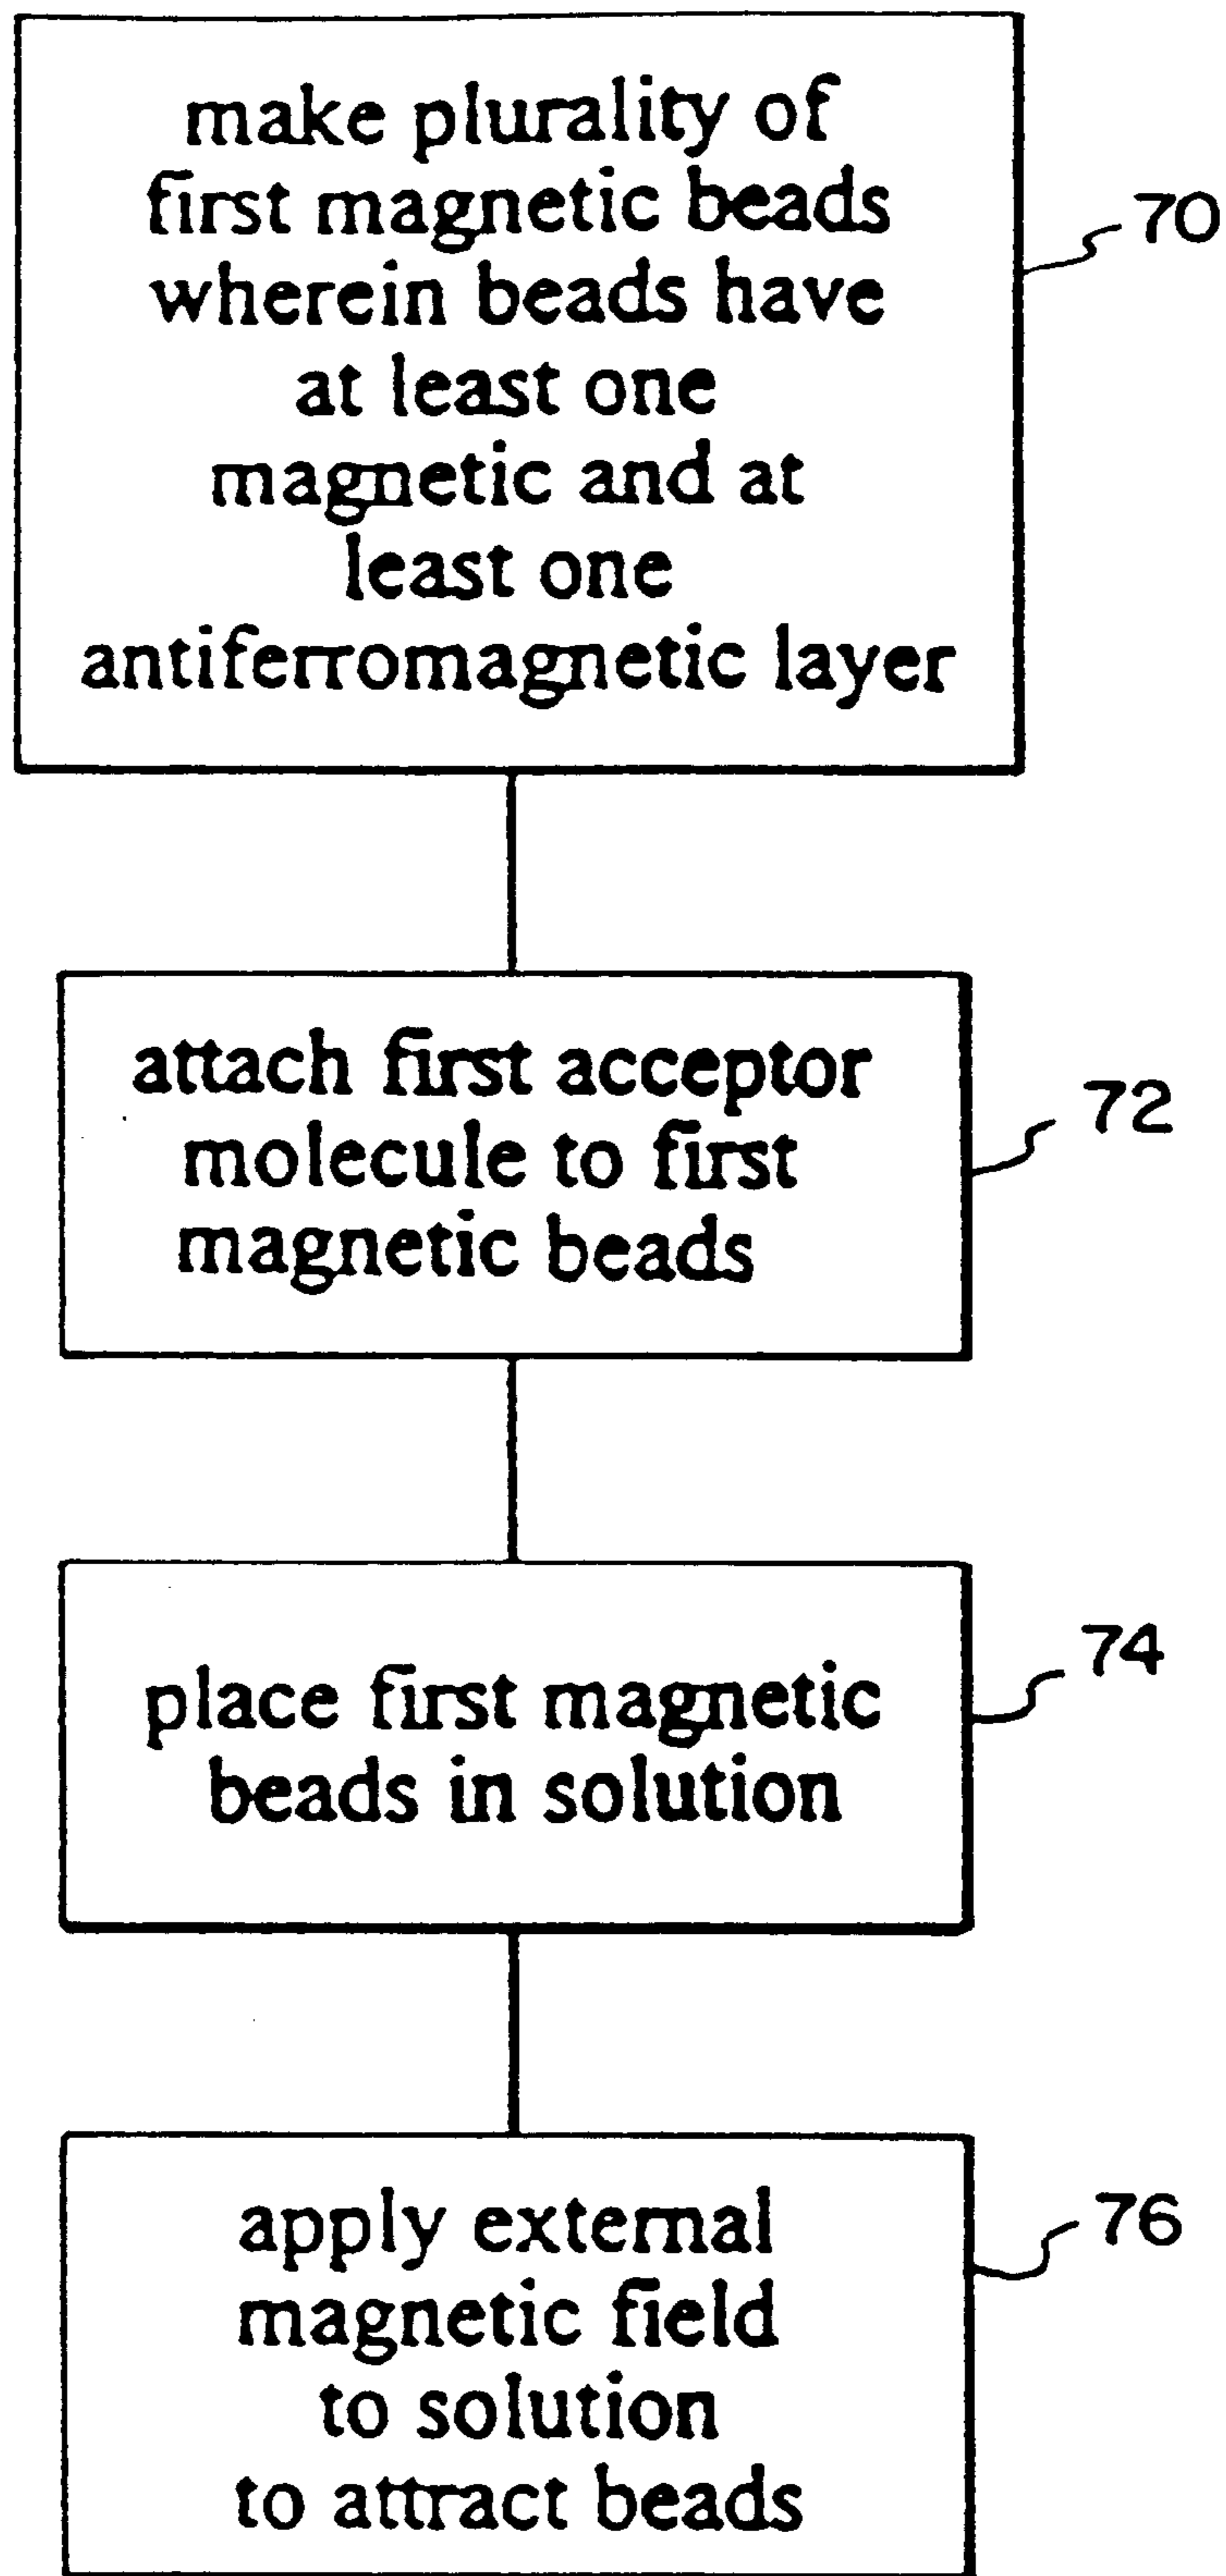 make plurality of
first magnetic beads
wherein beads have
at least one
magnetic and at
least one
antiferromagnetic layer
70
attach first acceptor
molecule to first
magnetic beads
72
place first magnetic
beads in solution
74
apply external
magnetic field
to solution
to attract beads
76